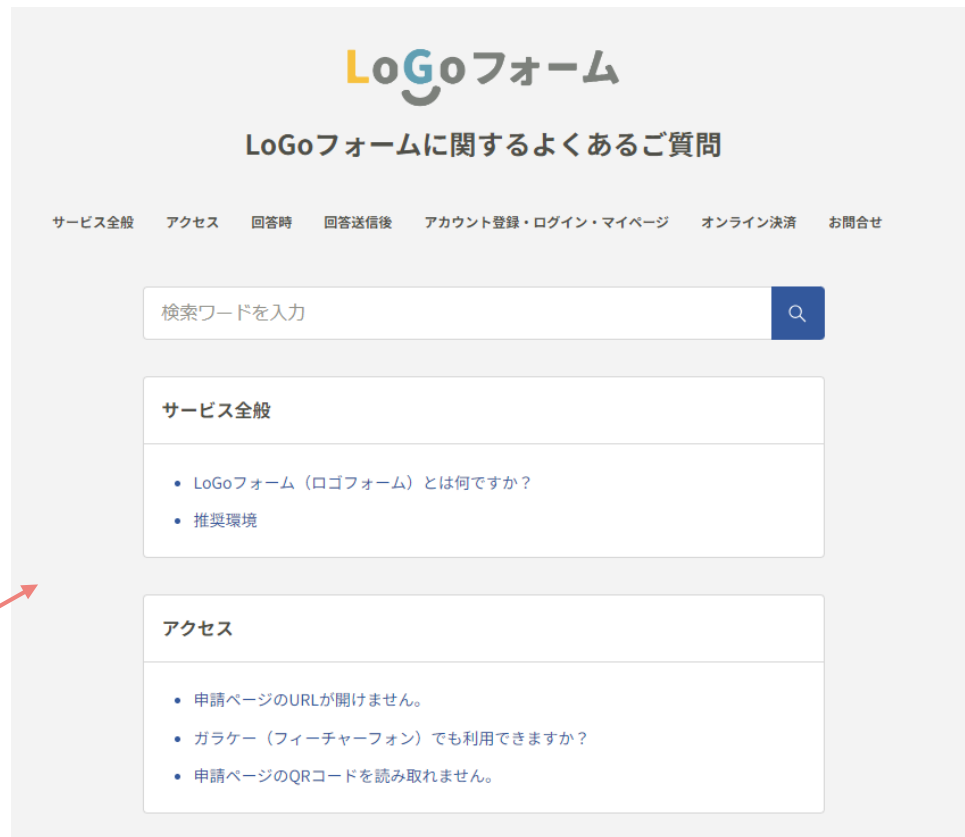 LoGoフォーム
LoGoフォームに関するよくあるご質問
サービス全般 アクセス 回答時 回答送信後 アカウント登録・ログイン・マイページ オンライン決済 お問合せ
検索ワードを入力
サービス全般
• LoGoフォーム（ロゴフォーム）とは何ですか？
• 推奨環境
アクセス
• 申請ページのURLが開けません。
• ガラケー（フィーチャーフォン）でも利用できますか？
• 申請ページのQRコードを読み取れません。